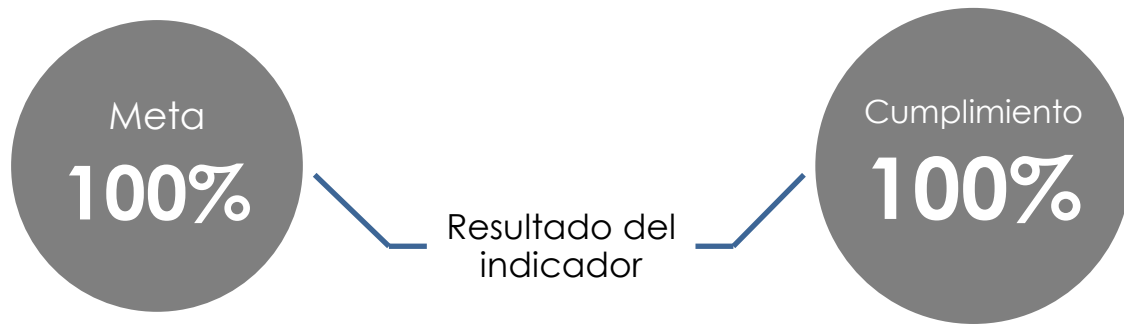 Meta
100%
Cumplimiento
100%
Resultado del
indicador